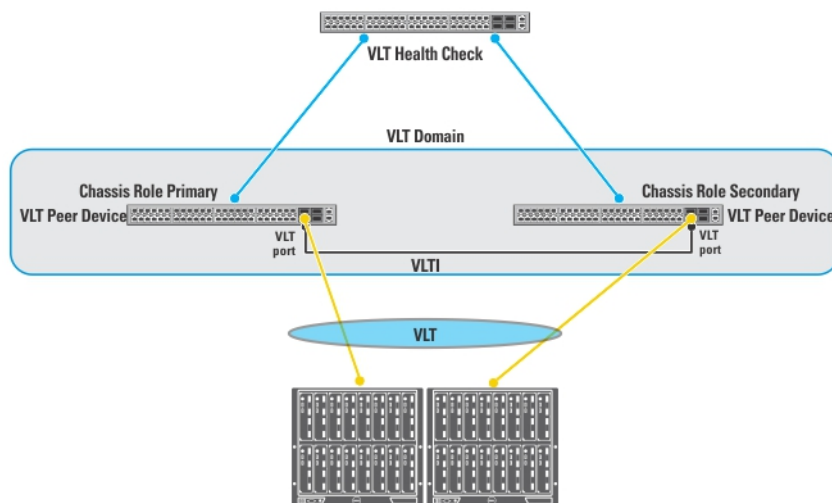 VLT Health Check
VLT Domain
Chassis Role Primary
Chassis Role Secondary
VLT Peer Device
VLT Peer Device
VLT
port
VLT
port
VLTI
VLT